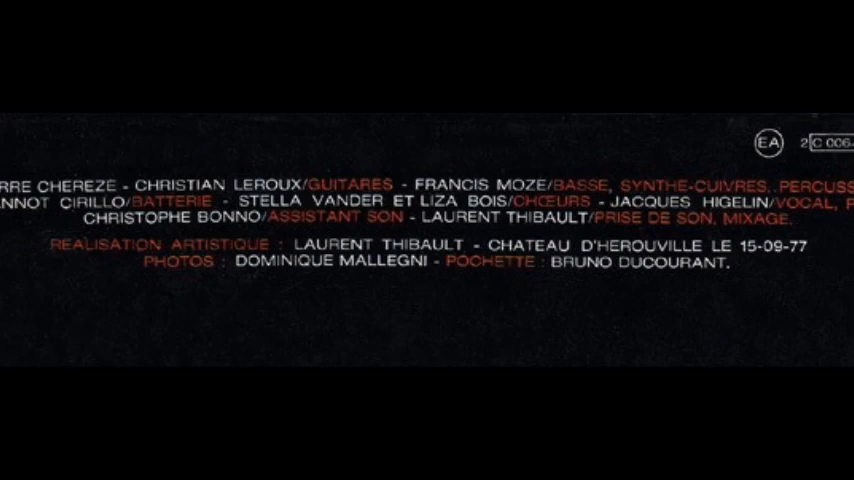 EA 2 C 006-
RRE CHEREZE - CHRISTIAN LEROUX/GUITARES - FRANCIS MOZE/BASSE, SYNTHE-CUIVRES, PERCUSS
ANNOT CIRILLO/BATTERIE - STELLA VANDER ET LIZA BOIS/CHŒURS - JACQUES HIGELIN/VOCAL, P
CHRISTOPHE BONNO/ASSISTANT SON - LAURENT THIBAULT/PRISE DE SON, MIXAGE.
REALISATION ARTISTIQUE : LAURENT THIBAULT - CHATEAU D'HEROUVILLE LE 15-09-77
PHOTOS : DOMINIQUE MALLEGNI - POCHETTE : BRUNO DUCOURANT.